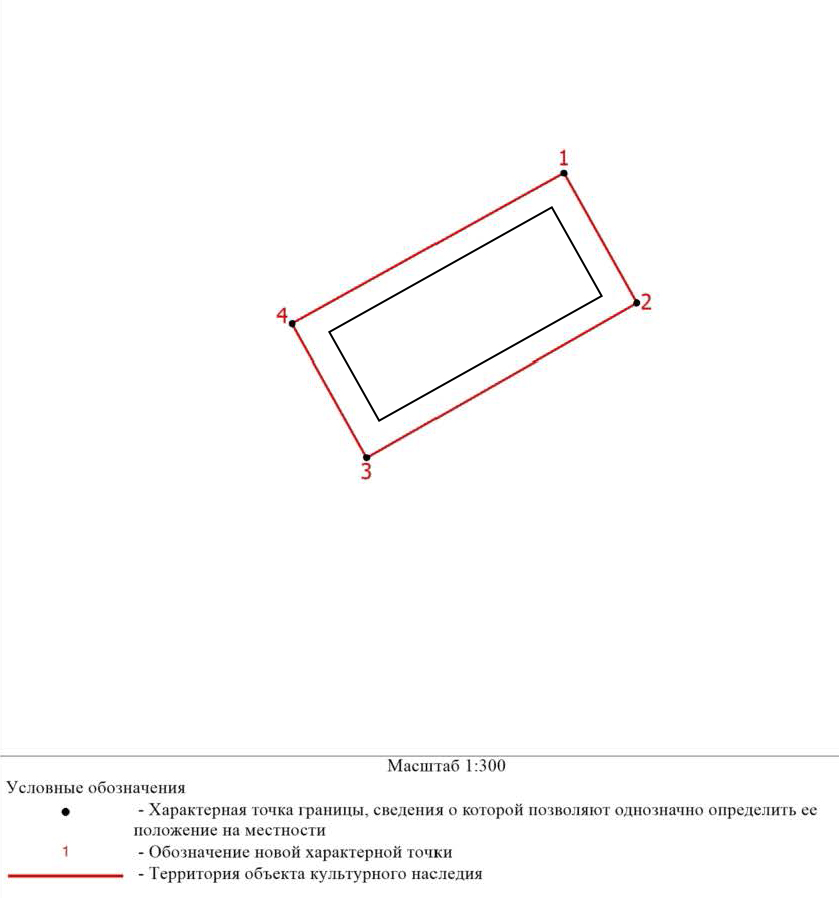 1
2
4
3
Масштаб 1:300
Условные обозначения
- Характерная точка границы, сведения о которой позволяют однозначно определить ее
положение на местности
1 - Обозначение новой характерной точки
- Территория объекта культурного наследия